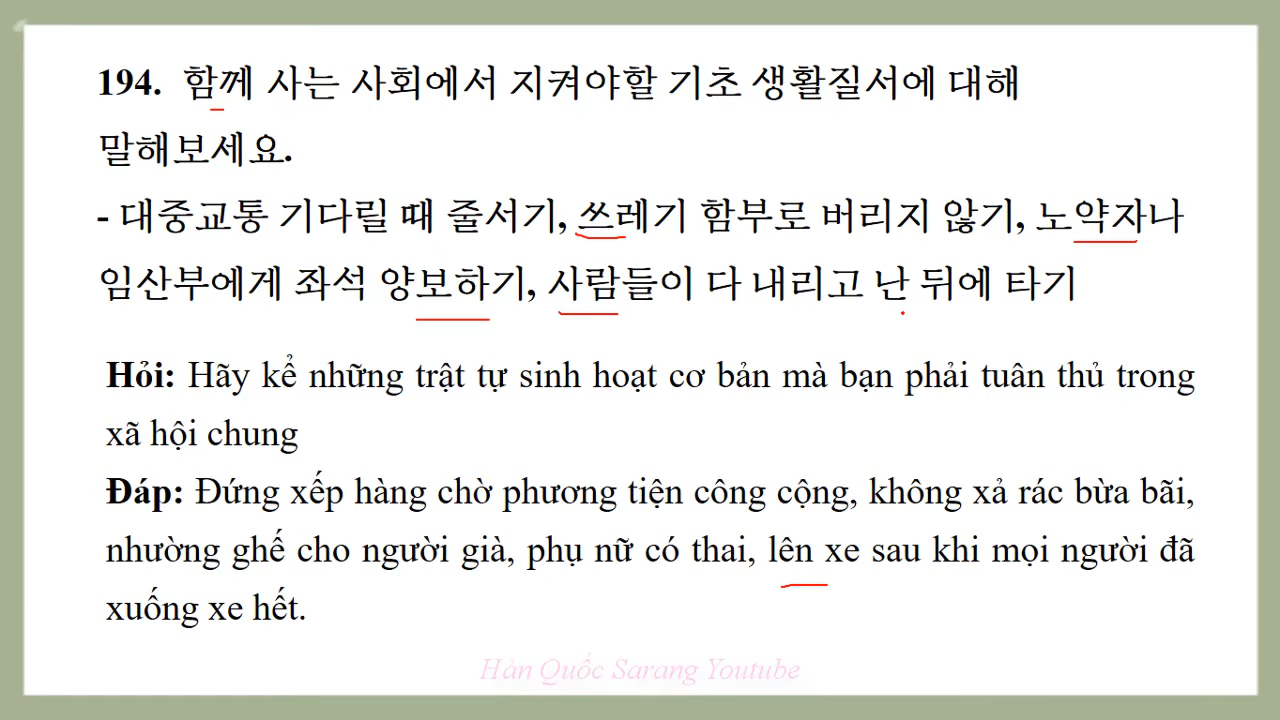 194. 함께 사는 사회에서 지켜야할 기초 생활질서에 대해
말해보세요.
- 대중교통 기다릴 때 줄서기, 쓰레기 함부로 버리지 않기, 노약자나
임산부에게 좌석 양보하기, 사람들이 다 내리고 난 뒤에 타기
Hỏi: Hãy kể những trật tự sinh hoạt cơ bản mà bạn phải tuân thủ trong
xã hội chung
Đáp: Đứng xếp hàng chờ phương tiện công cộng, không xả rác bừa bãi,
nhường ghế cho người già, phụ nữ có thai, lên xe sau khi mọi người đã
xuống xe hết.
Hàn Quốc Sarang Youtube